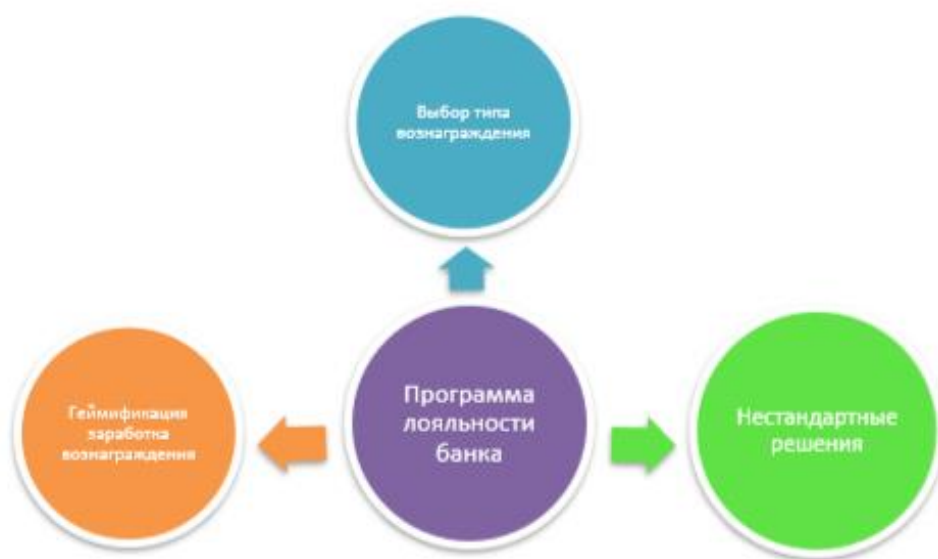 Выбор типа
вознаграждения
Программа
лояльности
банка
Геймификация
заработка
вознаграждения
Нестандартные
решения